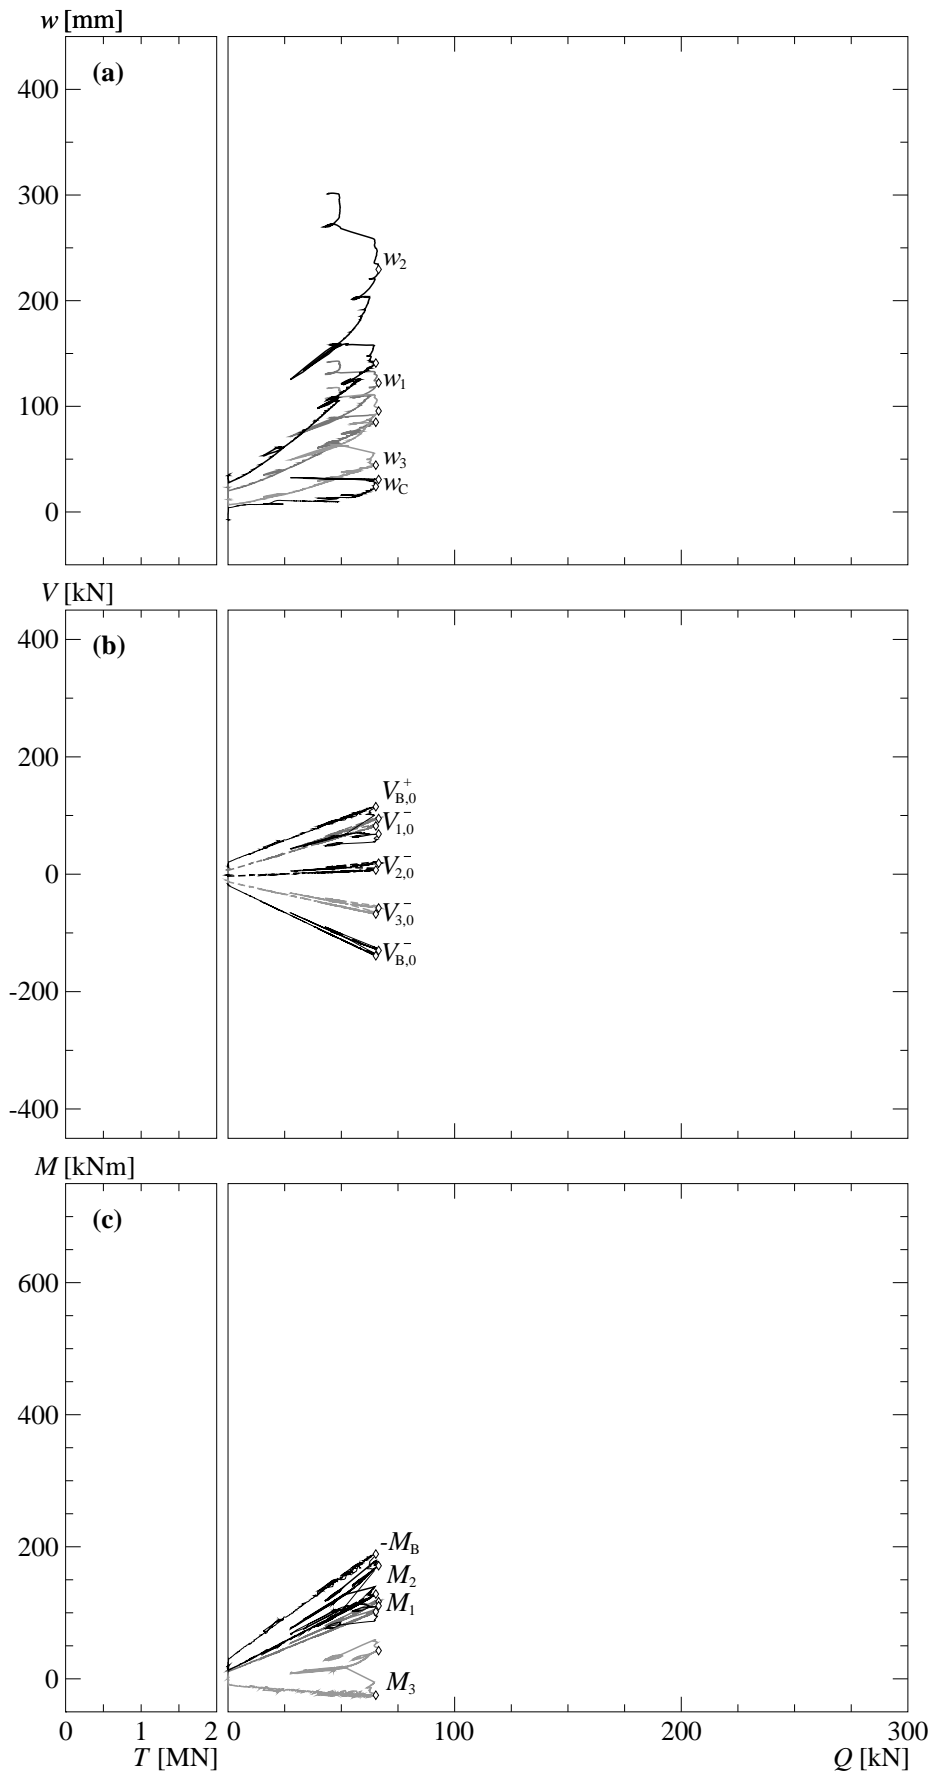 w [mm]
(a)
400
300
w2
200
w1
100
w3
wC
0
V [kN]
(b)
400
200
V+B,0
V−1,0
0
V−2,0
V−3,0
V−B,0
-200
-400
M [kNm]
(c)
600
400
200
-MB
M2
M1
0
M3
0 1 2 0 100 200 300
T [MN] Q [kN]